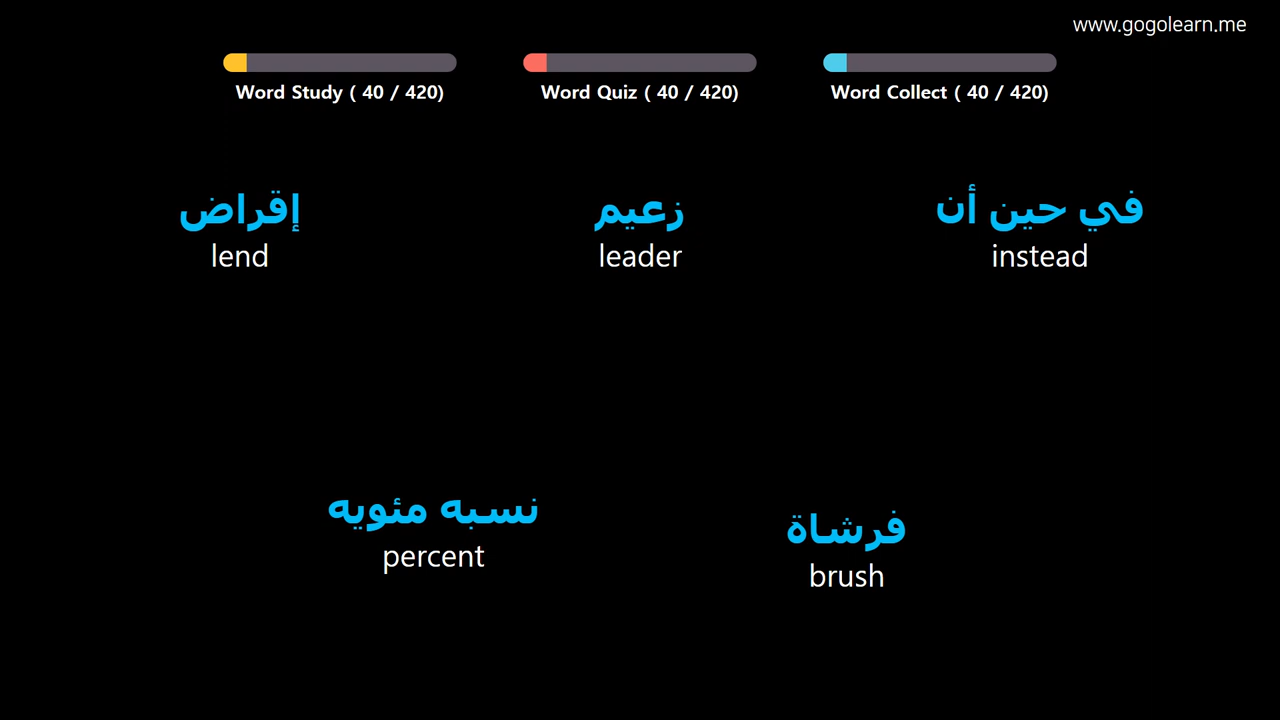 www.gogolearn.me
Word Study ( 40 / 420)
Word Quiz ( 40 / 420)
Word Collect ( 40 / 420)
إقراض
lend
زعيم
leader
في حين أن
instead
نسبه مئويه
percent
فرشاة
brush